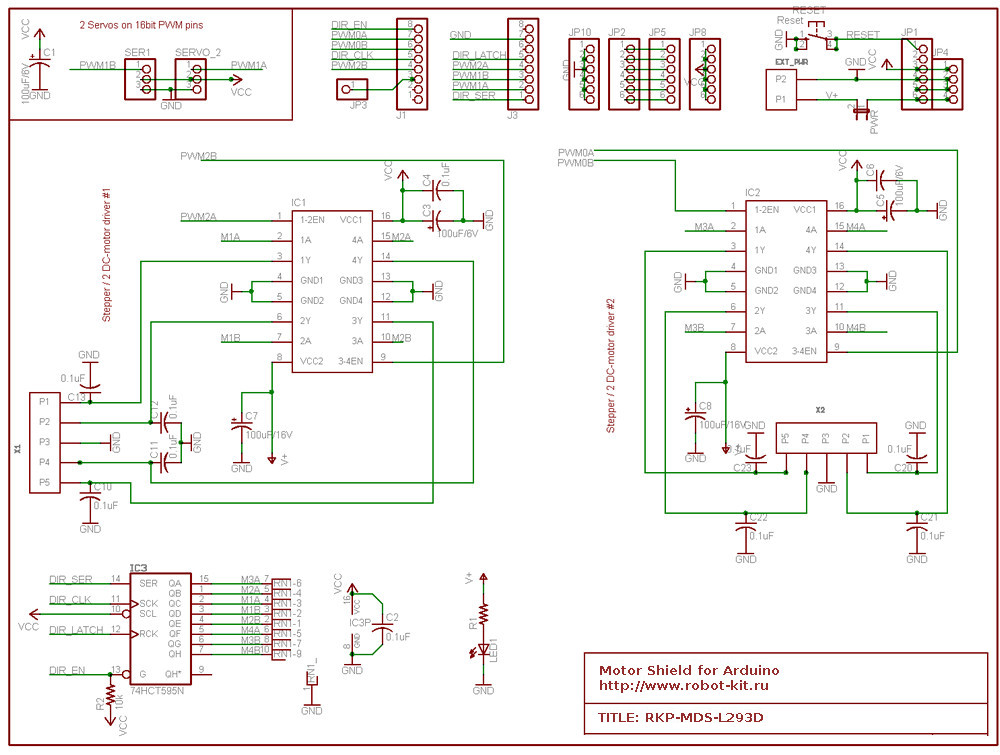 2 Servos on 16bit PWM pins
VCC
C1
100uF/6V
GND
SER1
SERVO_2
PWM1B
PWM1A
VCC
GND
DIR_EN
PWM0A
PWM0B
DIR_CLK
PWM2B
8
7
6
5
4
3
2
1
J1
1
JP3
GND
DIR_LATCH
PWM2A
PWM1B
PWM1A
DIR_SER
8
7
6
5
4
3
2
1
J3
JP10
JP2
JP5
JP8
GND
VCC
1
2
3
4
5
6
RESET
Reset
GND
RESET
JP1
JP4
EXT_PWR
P2
P1
GND
VCC
V+
PWR
Stepper / 2 DC-motor driver #1
PWM2B
PWM2A
M1A
M1B
GND
IC1
1 1-2EN VCC1 16
2 1A 4A 15 M2A
3 1Y 4Y 14
4 GND1 GND3 13
5 GND2 GND4 12
6 2Y 3Y 11
7 2A 3A 10 M2B
8 VCC2 3-4EN 9
VCC
C4
0.1uF
C3
100uF/6V
GND
GND
C7
100uF/16V
GND
V+
GND
0.1uF
C13
X1
P1
P2
P3
P4
P5
GND
C12
0.1uF
C11
0.1uF
GND
C10
0.1uF
GND
Stepper / 2 DC-motor driver #2
PWM0A
PWM0B
M3A
M3B
GND
IC2
1 1-2EN VCC1 16
2 1A 4A 15 M4A
3 1Y 4Y 14
4 GND1 GND3 13
5 GND2 GND4 12
6 2Y 3Y 11
7 2A 3A 10 M4B
8 VCC2 3-4EN 9
VCC
C6
C5
100uF/6V
GND
GND
C8
100uF/16V
GND
V+
GND
0.1uF
C23
X2
P5
P4
P3
P2
P1
GND
GND
0.1uF
C20
C22
0.1uF
GND
C21
0.1uF
GND
IC3
DIR_SER 14 SER QA 15 M3A 7 RN1-6
QB 1 M2A 5 RN1-4
DIR_CLK 11 SCK QC 2 M1A 4 RN1-3
10 SCL QD 3 M1B 3 RN1-2
VCC
QE 4 M2B 2 RN1-1
DIR_LATCH 12 RCK QF 5 M4A 6 RN1-5
QG 6 M3B 8 RN1-7
QH 7 M4B 10 RN1-9
DIR_EN 13 G QH* 9
74HCT595N
R2
10k
VCC
RN1_
1
GND
VCC
16
VCC
IC3P
GND
8
C2
0.1uF
GND
V+
R1
LED1
GND
Motor Shield for Arduino
http://www.robot-kit.ru
TITLE: RKP-MDS-L293D